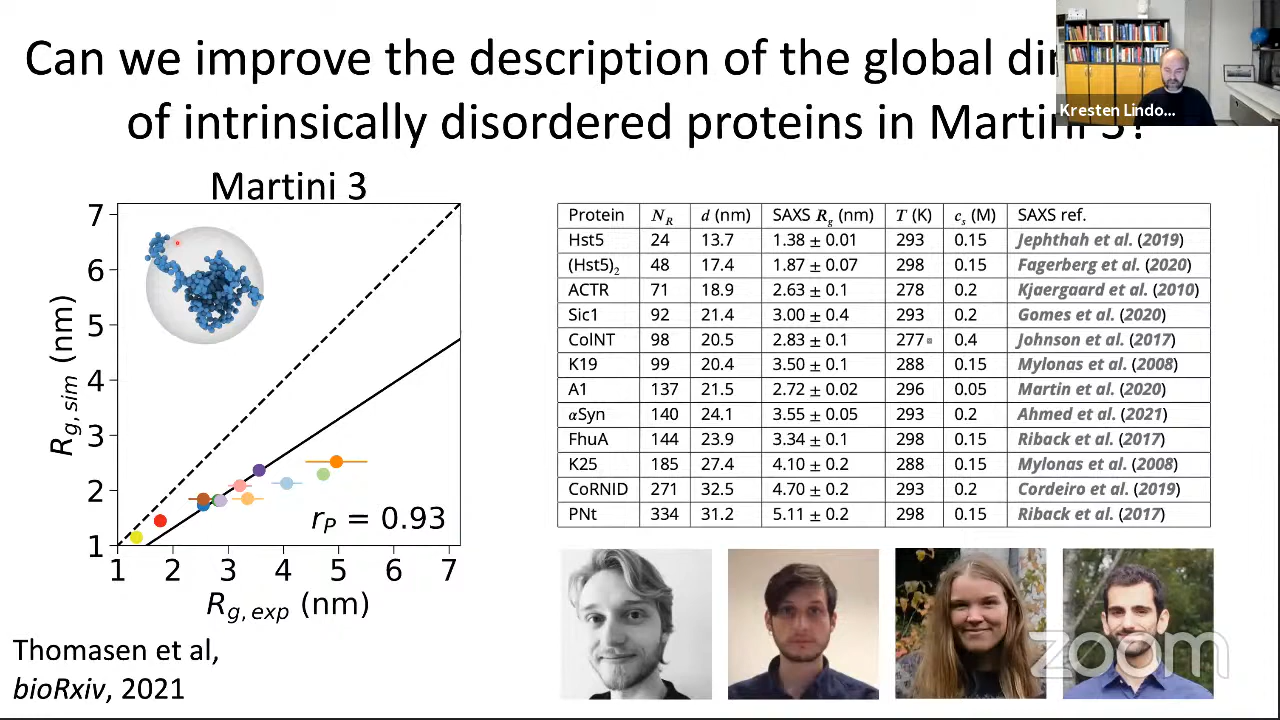 Can we improve the description of the global di
of intrinsically disordered proteins in Martini 3?
Kresten Lindo...
Martini 3
7
6
5
4
3
2
1
1 2 3 4 5 6 7
R_g,sim (nm)
r_P = 0.93
R_g,exp (nm)
Protein N_R d (nm) SAXS R_g (nm) T (K) c_s (M) SAXS ref.
Hst5 24 13.7 1.38 ± 0.01 293 0.15 Jephthah et al. (2019)
(Hst5)₂ 48 17.4 1.87 ± 0.07 298 0.15 Fagerberg et al. (2020)
ACTR 71 18.9 2.63 ± 0.1 278 0.2 Kjaergaard et al. (2010)
Sic1 92 21.4 3.00 ± 0.4 293 0.2 Gomes et al. (2020)
ColNT 98 20.5 2.83 ± 0.1 277 0.4 Johnson et al. (2017)
K19 99 20.4 3.50 ± 0.1 288 0.15 Mylonas et al. (2008)
A1 137 21.5 2.72 ± 0.02 296 0.05 Martin et al. (2020)
αSyn 140 24.1 3.55 ± 0.05 293 0.2 Ahmed et al. (2021)
FhuA 144 23.9 3.34 ± 0.1 298 0.15 Riback et al. (2017)
K25 185 27.4 4.10 ± 0.2 288 0.15 Mylonas et al. (2008)
CoRNID 271 32.5 4.70 ± 0.2 293 0.2 Cordeiro et al. (2019)
PNt 334 31.2 5.11 ± 0.2 298 0.15 Riback et al. (2017)
Thomasen et al,
bioRxiv, 2021
zoom